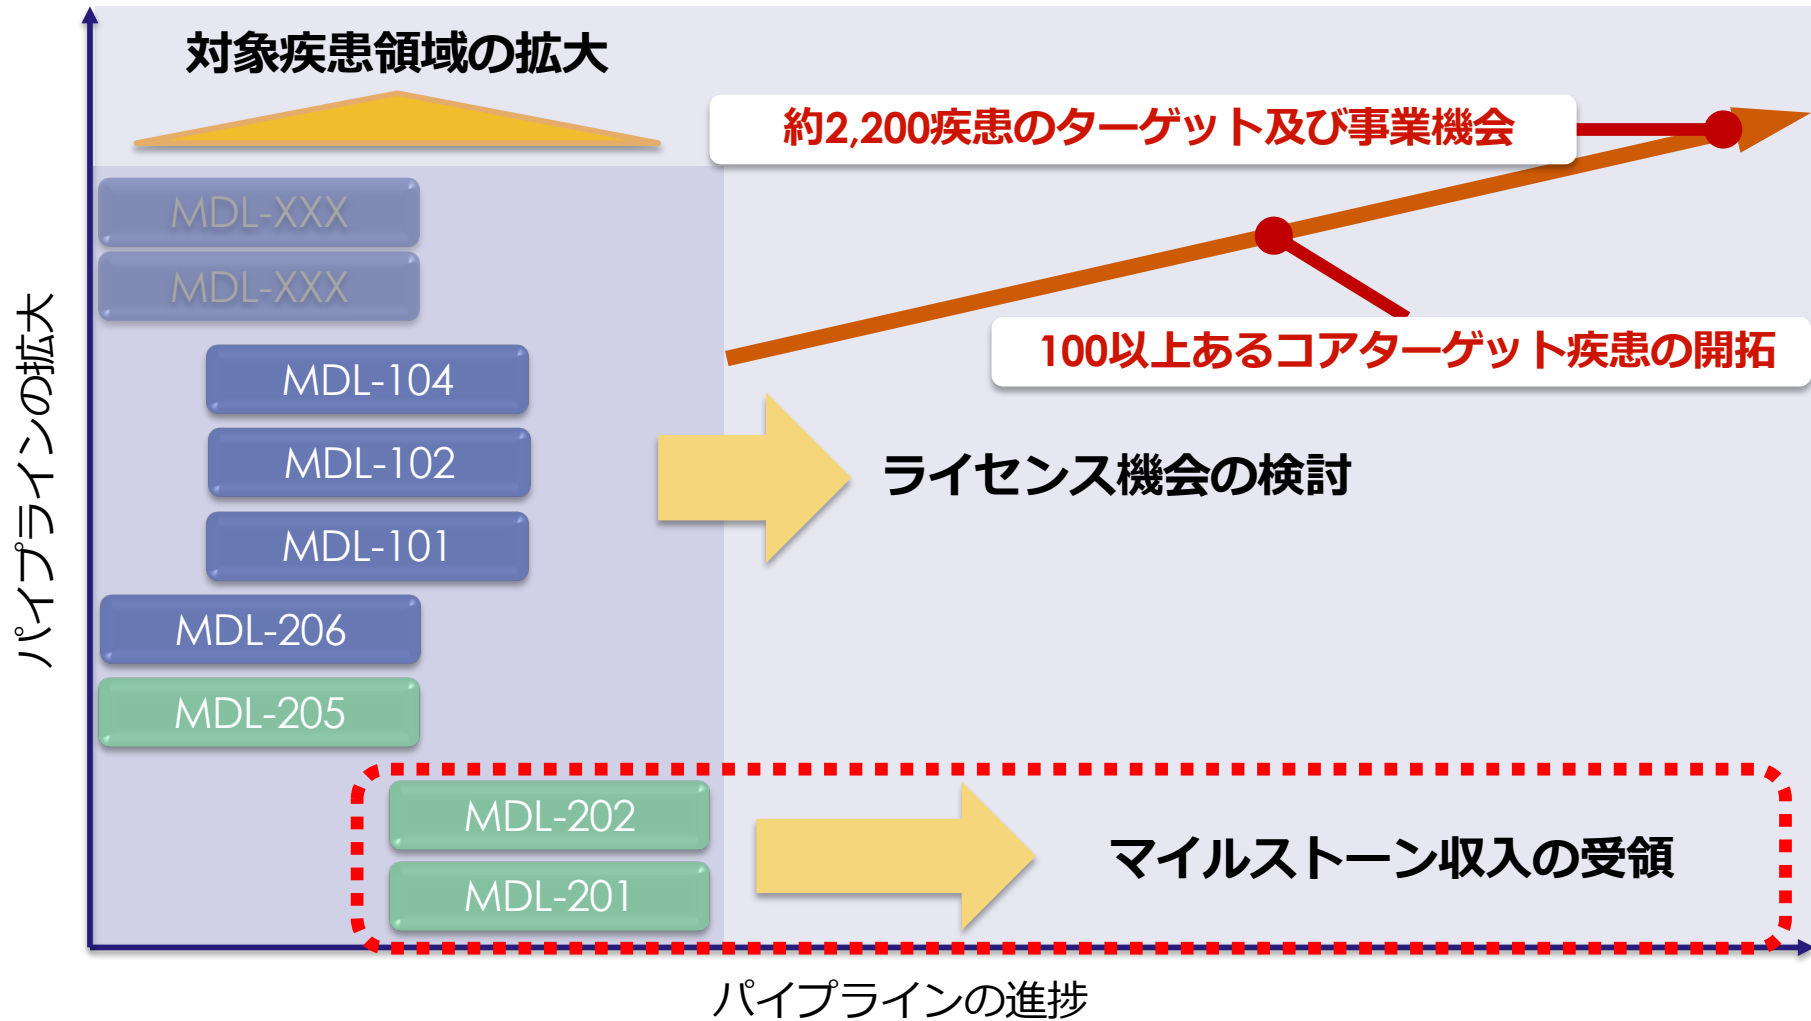 対象疾患領域の拡大
約2,200疾患のターゲット及び事業機会
MDL-XXX
MDL-XXX
100以上あるコアターゲット疾患の開拓
MDL-104
MDL-102
ライセンス機会の検討
MDL-101
MDL-206
MDL-205
MDL-202
マイルストーン収入の受領
MDL-201
パイプラインの拡大
パイプラインの進捗